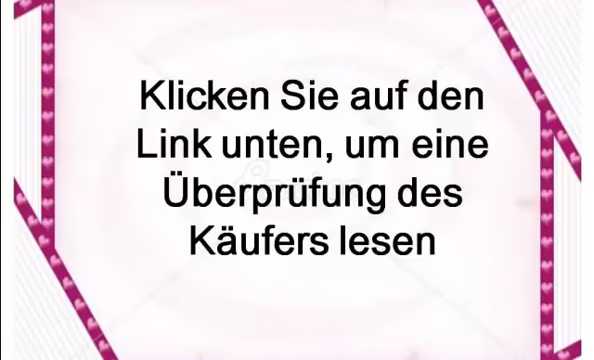 Klicken Sie auf den
Link unten, um eine
Überprüfung des
Käufers lesen